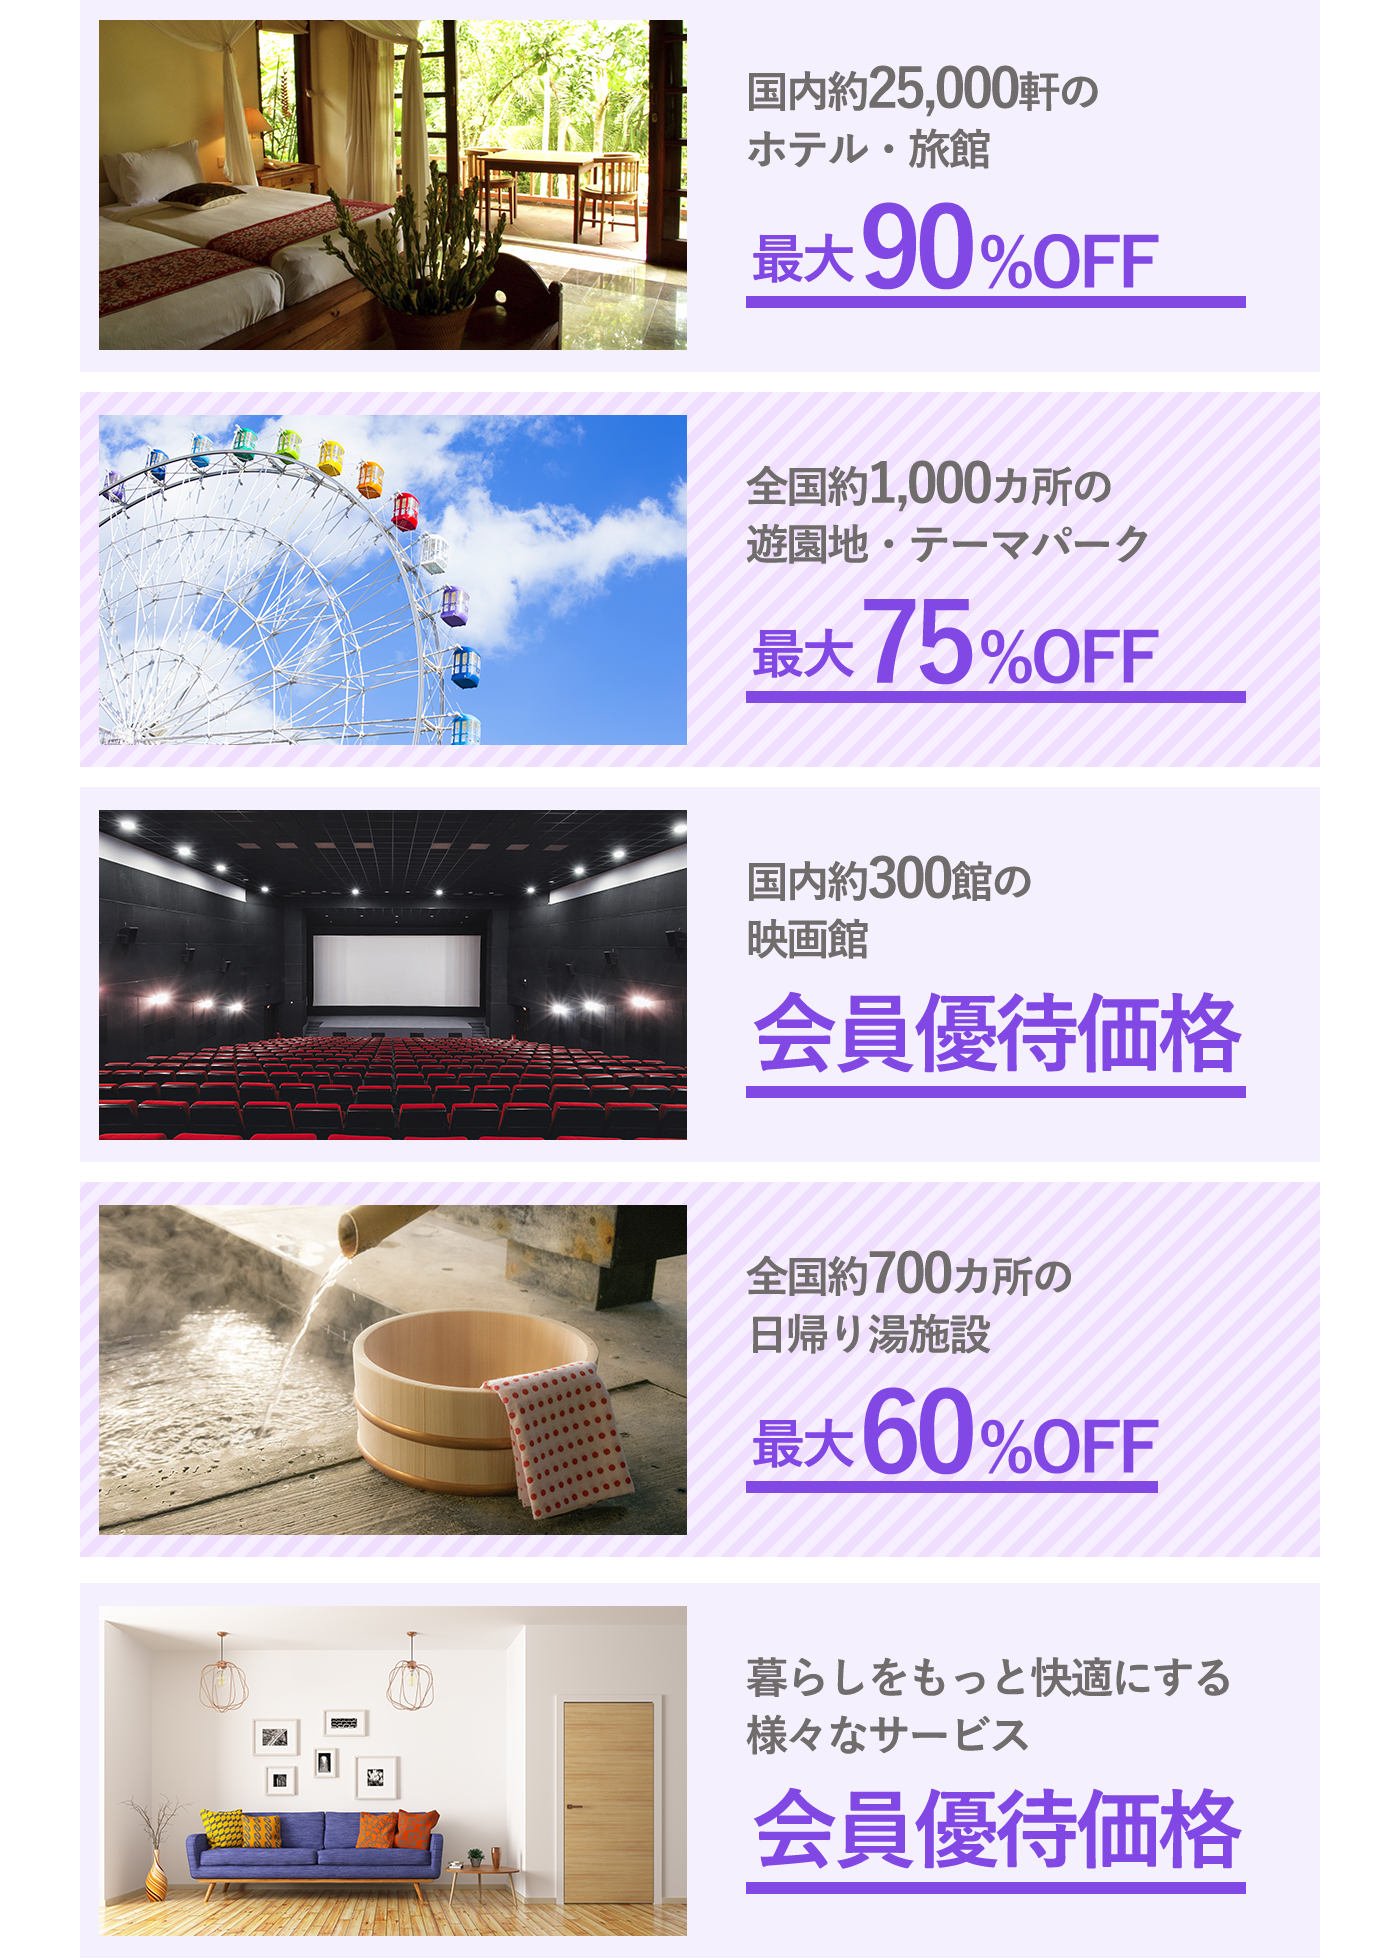 国内約25,000軒の
ホテル・旅館
最大90%OFF
全国約1,000カ所の
遊園地・テーマパーク
最大75%OFF
国内約300館の
映画館
会員優待価格
全国約700カ所の
日帰り湯施設
最大60%OFF
暮らしをもっと快適にする
様々なサービス
会員優待価格